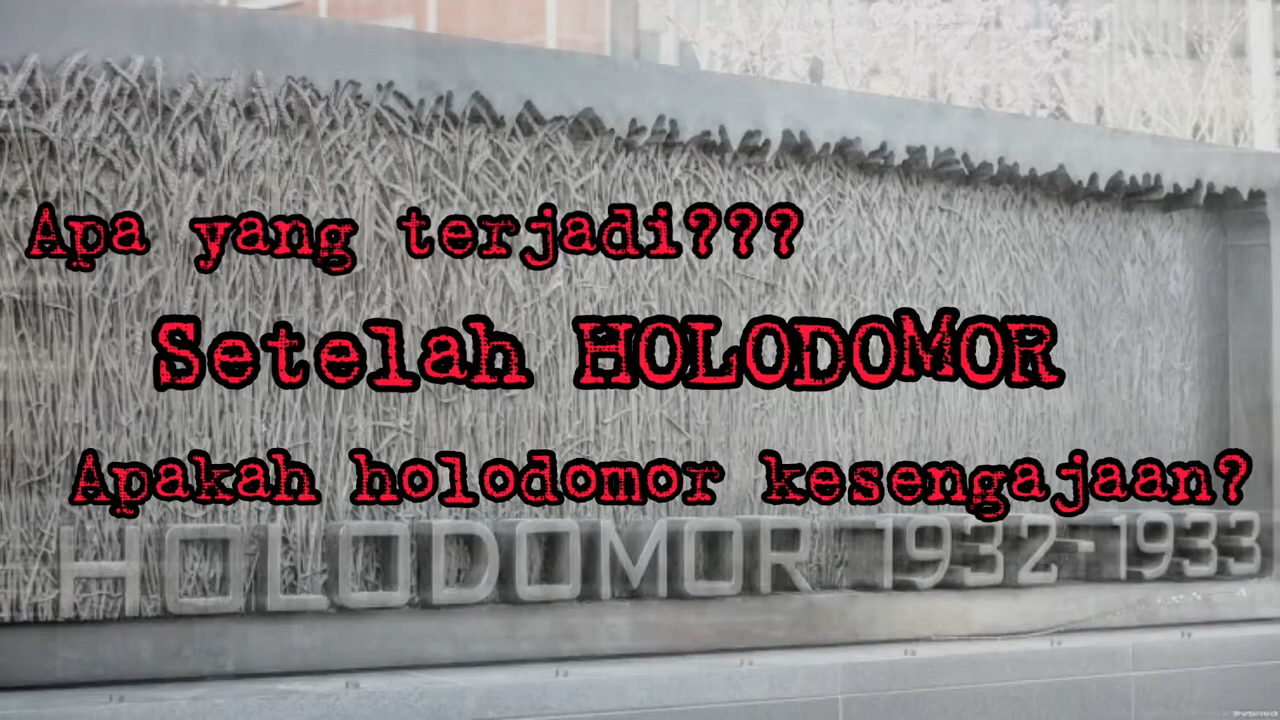 Apa yang terjadi???
Setelah HOLODOMOR
Apakah holodomor kesengajaan?
HOLODOMOR 1932-1933